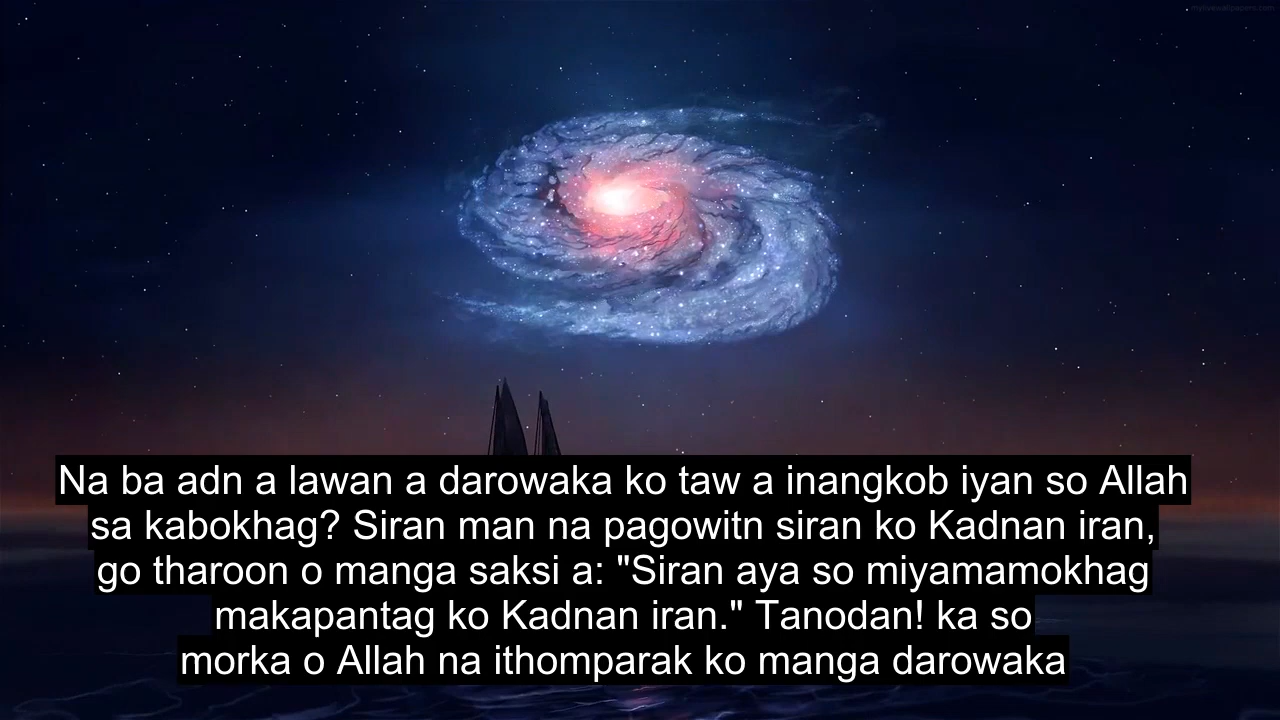 Na ba adn a lawan a darowaka ko taw a inangkob iyan so Allah
sa kabokhag? Siran man na pagowitn siran ko Kadnan iran,
go tharoon o manga saksi a: "Siran aya so miyamamokhag
makapantag ko Kadnan iran." Tanodan! ka so
morka o Allah na ithomparak ko manga darowaka